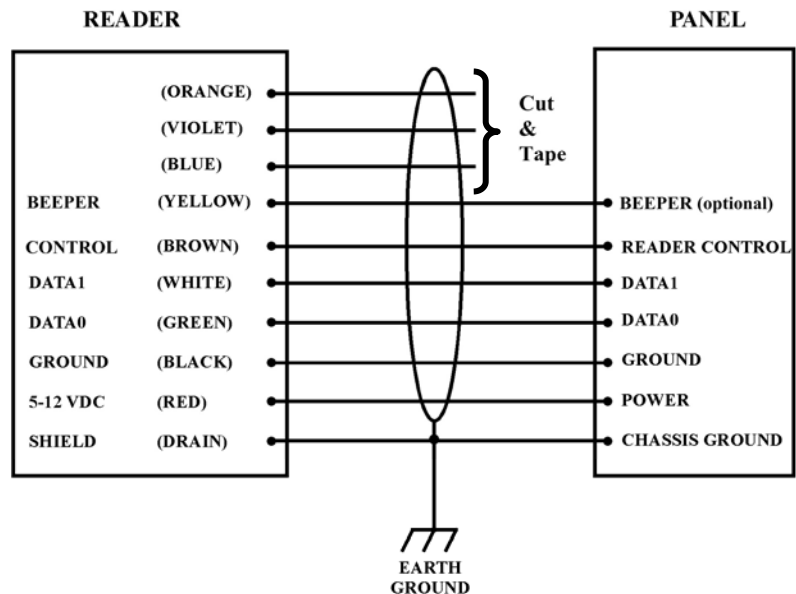 READER
PANEL
(ORANGE)
(VIOLET)
(BLUE)
Cut
&
Tape
BEEPER (YELLOW) BEEPER (optional)
CONTROL (BROWN) READER CONTROL
DATA1 (WHITE) DATA1
DATA0 (GREEN) DATA0
GROUND (BLACK) GROUND
5-12 VDC (RED) POWER
SHIELD (DRAIN) CHASSIS GROUND
EARTH
GROUND